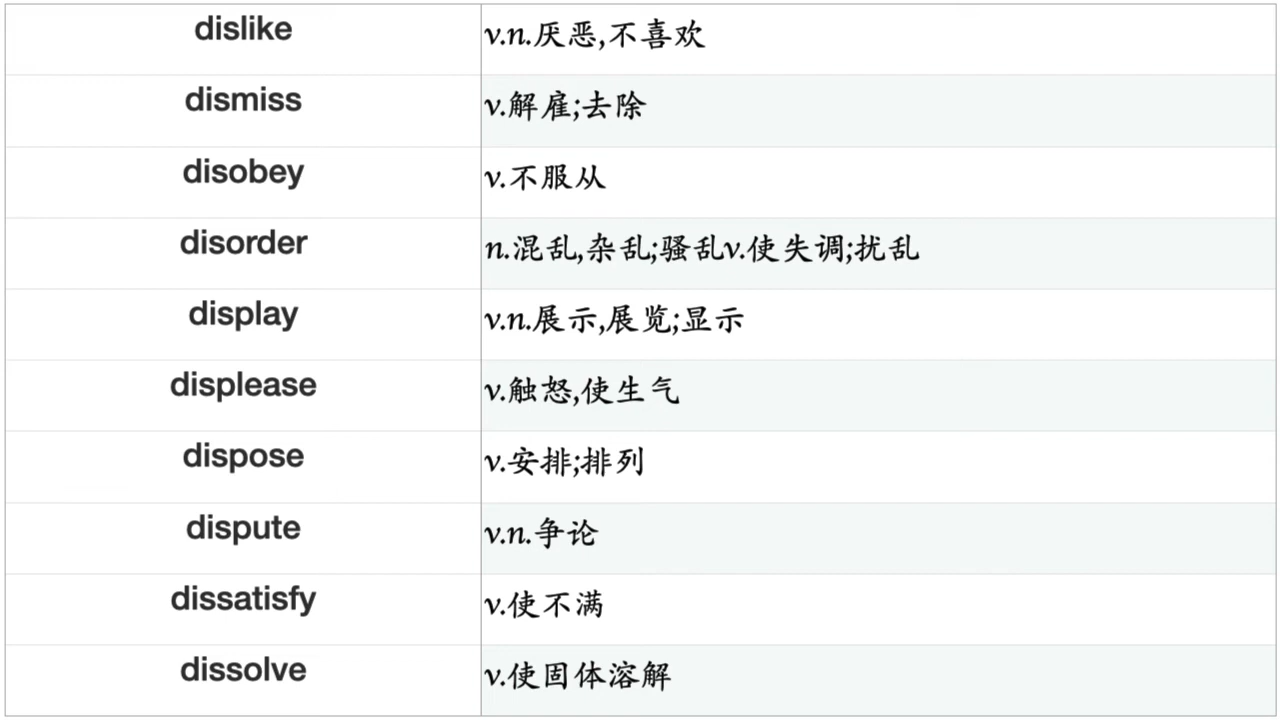 dislike v.n.厌恶,不喜欢
dismiss v.解雇;去除
disobey v.不服从
disorder n.混乱,杂乱;骚乱v.使失调;扰乱
display v.n.展示,展览;显示
displease v.触怒,使生气
dispose v.安排;排列
dispute v.n.争论
dissatisfy v.使不满
dissolve v.使固体溶解